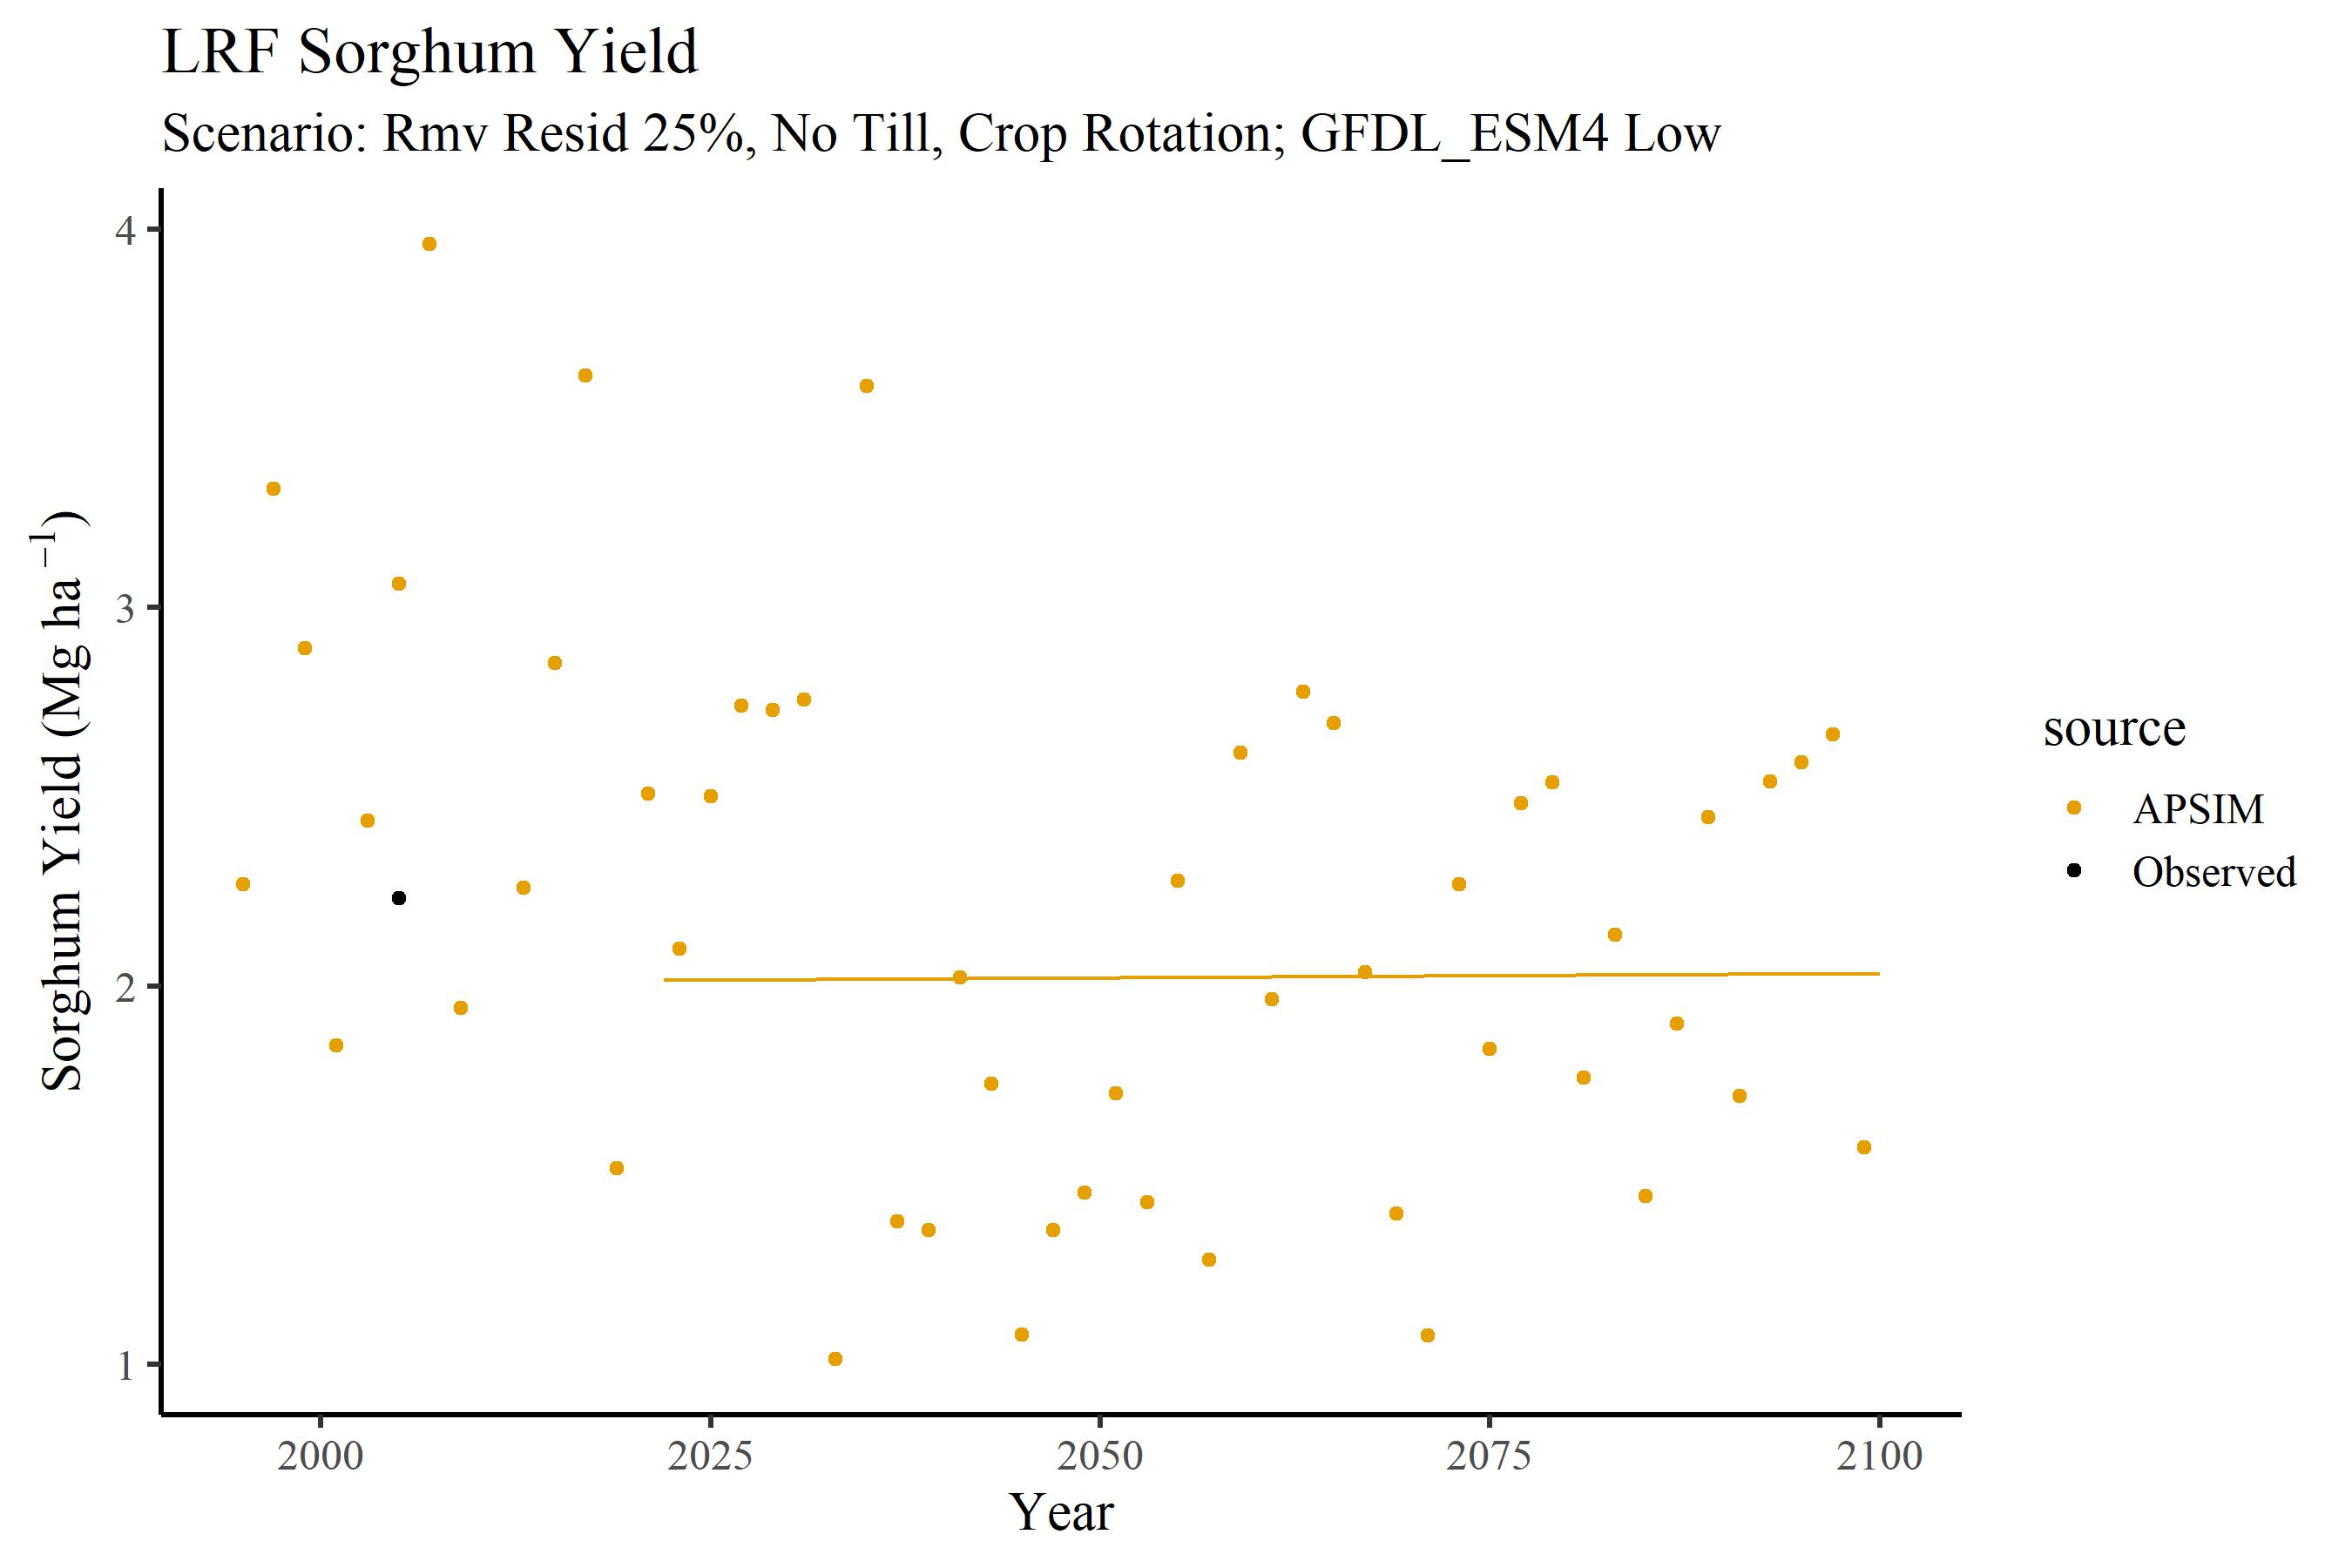 LRF Sorghum Yield
Scenario: Rmv Resid 25%, No Till, Crop Rotation; GFDL_ESM4 Low
Sorghum Yield (Mg ha⁻¹)
4
3
2
1
2000 2025 2050 2075 2100
Year
source
APSIM
Observed